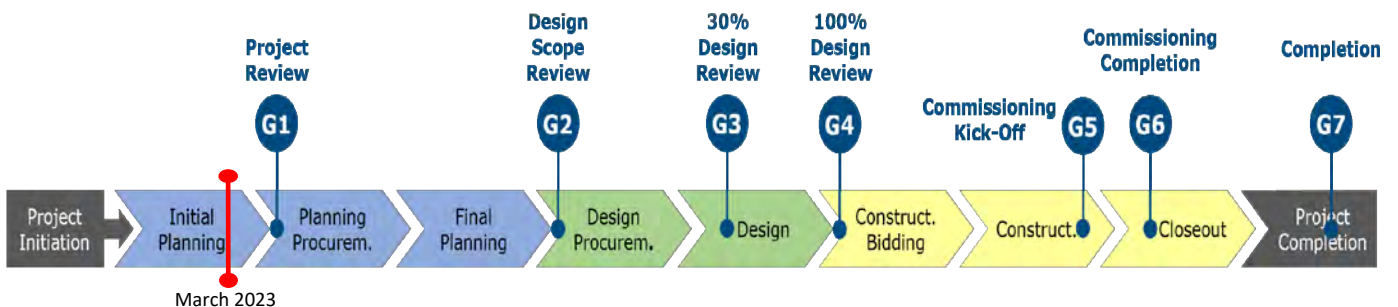 Project
Review
G1
Design
Scope
Review
G2
30%
Design
Review
G3
100%
Design
Review
G4
Commissioning
Kick-Off
G5
Commissioning
Completion
G6
Completion
G7
Project
Initiation
Initial
Planning
Planning
Procurem.
Final
Planning
Design
Procurem.
Design
Construct.
Bidding
Construct.
Closeout
Project
Completion
March 2023